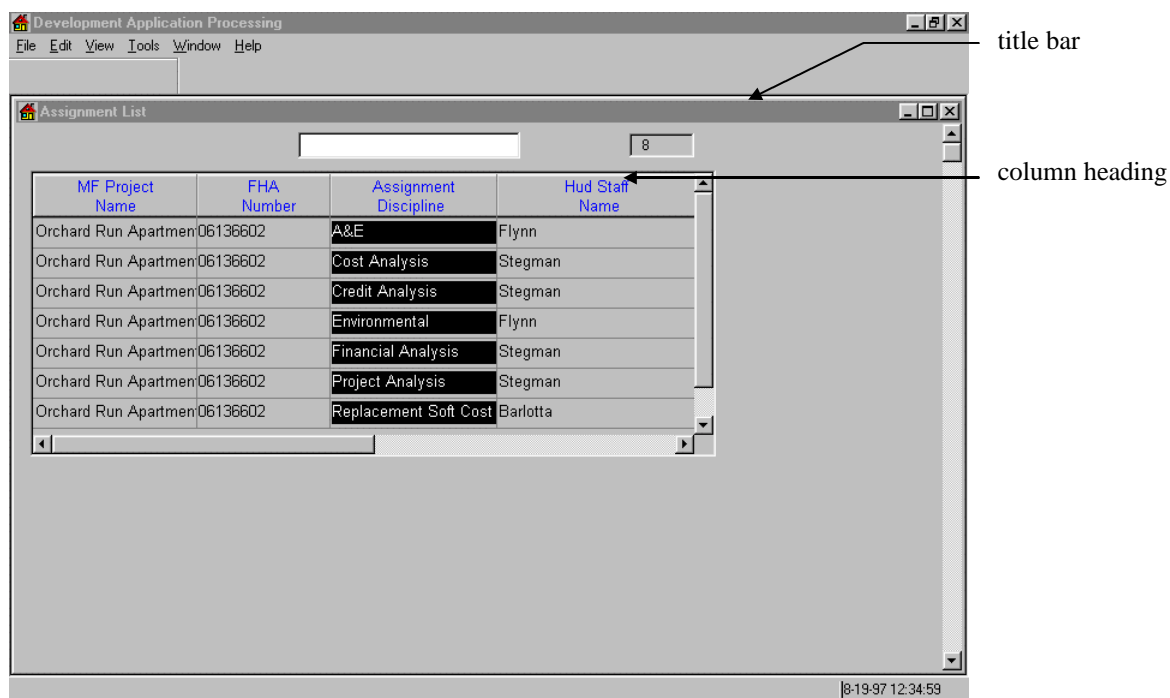 Development Application Processing
File Edit View Tools Window Help
title bar
Assignment List
8
column heading
MF Project Name FHA Number Assignment Discipline Hud Staff Name
Orchard Run Apartmen 06136602 A&E Flynn
Orchard Run Apartmen 06136602 Cost Analysis Stegman
Orchard Run Apartmen 06136602 Credit Analysis Stegman
Orchard Run Apartmen 06136602 Environmental Flynn
Orchard Run Apartmen 06136602 Financial Analysis Stegman
Orchard Run Apartmen 06136602 Project Analysis Stegman
Orchard Run Apartmen 06136602 Replacement Soft Cost Barlotta
8-19-97 12:34:59